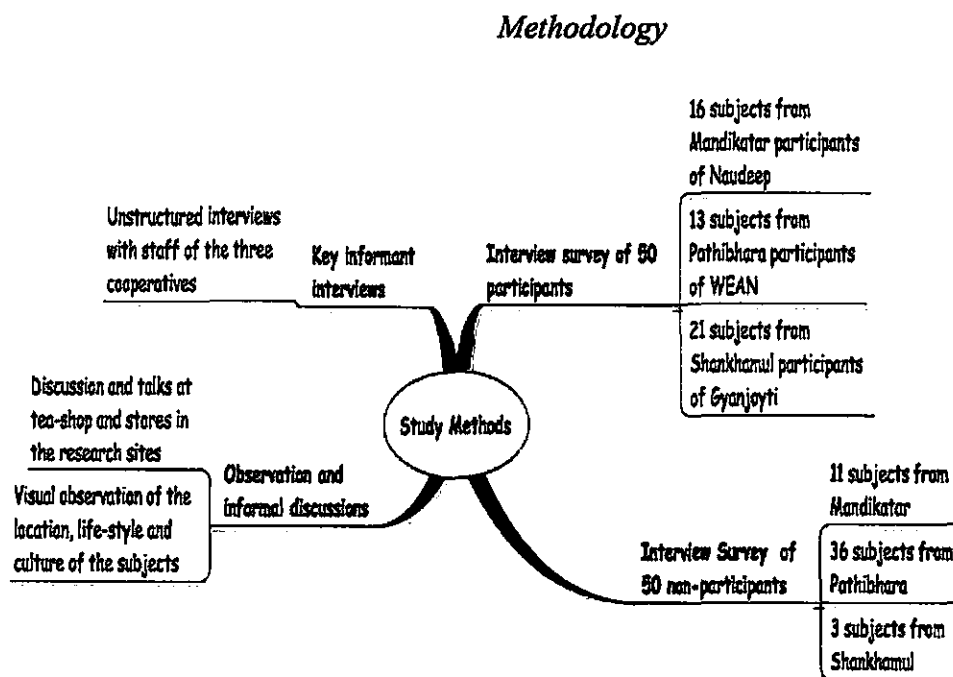 Methodology
Unstructured interviews
with staff of the three
cooperatives
Key informant
interviews
Interview survey of 50
participants
16 subjects from
Mandikatar participants
of Naudeep
13 subjects from
Pathibhara participants
of WEAN
21 subjects from
Shankhamul participants
of Gyanjoyti
Study Methods
Discussion and talks at
tea-shop and stores in
the research sites
Visual observation of the
location, life-style and
culture of the subjects
Observation and
informal discussions
Interview Survey of
50 non-participants
11 subjects from
Mandikatar
36 subjects from
Pathibhara
3 subjects from
Shankhamul